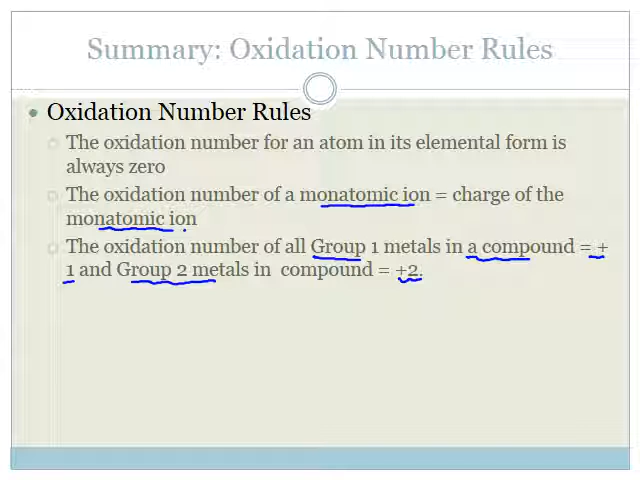 Summary: Oxidation Number Rules
• Oxidation Number Rules
The oxidation number for an atom in its elemental form is
always zero
The oxidation number of a monatomic ion = charge of the
monatomic ion
The oxidation number of all Group 1 metals in a compound = +
1 and Group 2 metals in compound = +2.